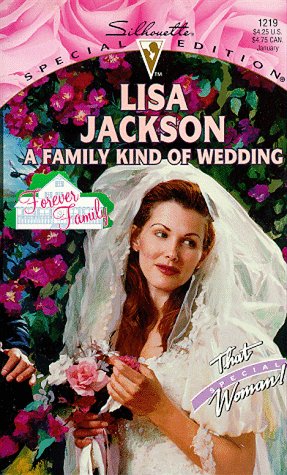 Silhouette®
SPECIAL EDITION®
TM
1219
$4.25 U.S.
$4.75 CAN.
January
LISA
JACKSON
A FAMILY KIND OF WEDDING
Forever
Family
That
SPECIAL
Woman!